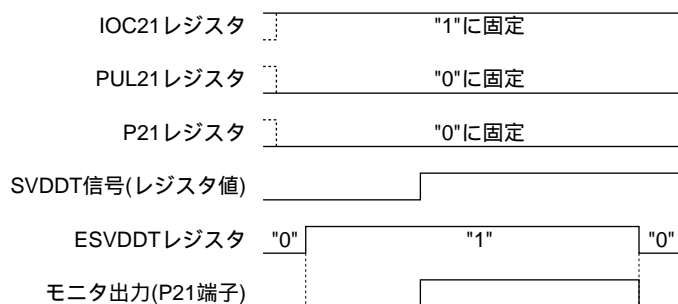 IOC21レジスタ "1"に固定
PUL21レジスタ "0"に固定
P21レジスタ "0"に固定
SVDDT信号(レジスタ値)
ESVDDTレジスタ "0" "1" "0"
モニタ出力(P21端子)